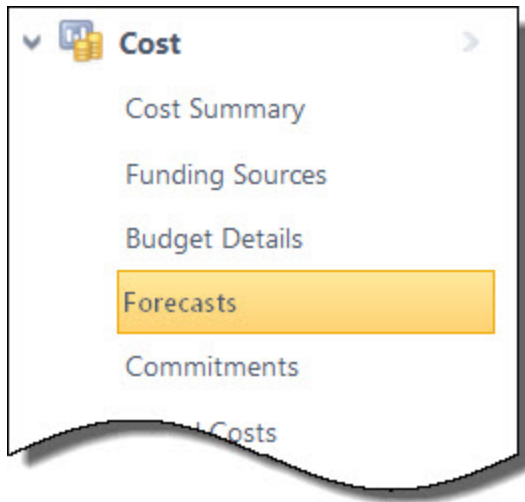 Cost
Cost Summary
Funding Sources
Budget Details
Forecasts
Commitments
Costs